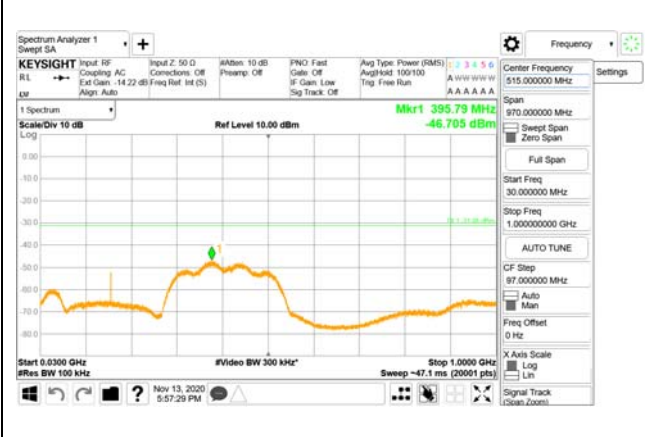 Spectrum Analyzer 1
Swept SA
Frequency
KEYSIGHT
Input: RF
Coupling: AC
Ext Gain: -14.22 dB
Align: Auto
Input Z: 50 Ω
Corrections: Off
Freq Ref: Int (S)
#Atten: 10 dB
Preamp: Off
PNO: Fast
Gate: Off
IF Gain: Low
Sig Track: Off
Avg Type: Power (RMS)
Avg|Hold: 100/100
Trig: Free Run
1 2 3 4 5 6
A W W W W W
A A A A A A
RL
1 Spectrum
Mkr1 395.79 MHz
-46.705 dBm
Scale/Div 10 dB
Ref Level 10.00 dBm
Log
0.00
-10.0
-20.0
-30.0
-40.0
-50.0
-60.0
-70.0
-80.0
1
Start 0.0300 GHz
#Res BW 100 kHz
#Video BW 300 kHz*
Stop 1.0000 GHz
Sweep ~47.1 ms (20001 pts)
Nov 13, 2020
5:57:29 PM
Center Frequency
515.000000 MHz
Settings
Span
970.000000 MHz
Swept Span
Zero Span
Full Span
Start Freq
30.000000 MHz
Stop Freq
1.000000000 GHz
AUTO TUNE
CF Step
97.000000 MHz
Auto
Man
Freq Offset
0 Hz
X Axis Scale
Log
Lin
Signal Track
(Span Zoom)